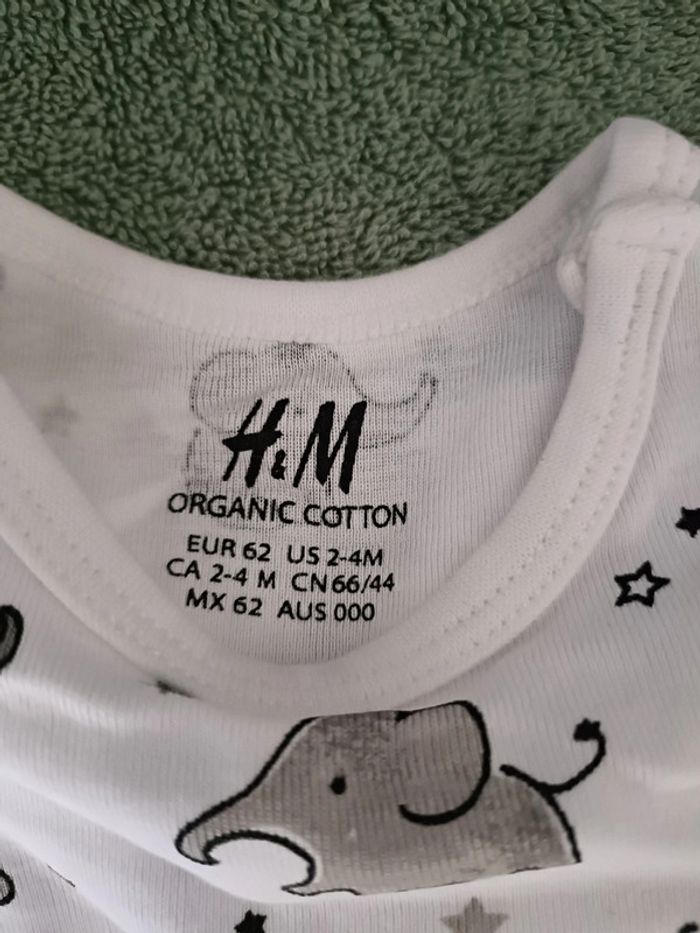 H&M
ORGANIC COTTON
EUR 62 US 2-4M
CA 2-4 M CN 66/44
MX 62 AUS 000